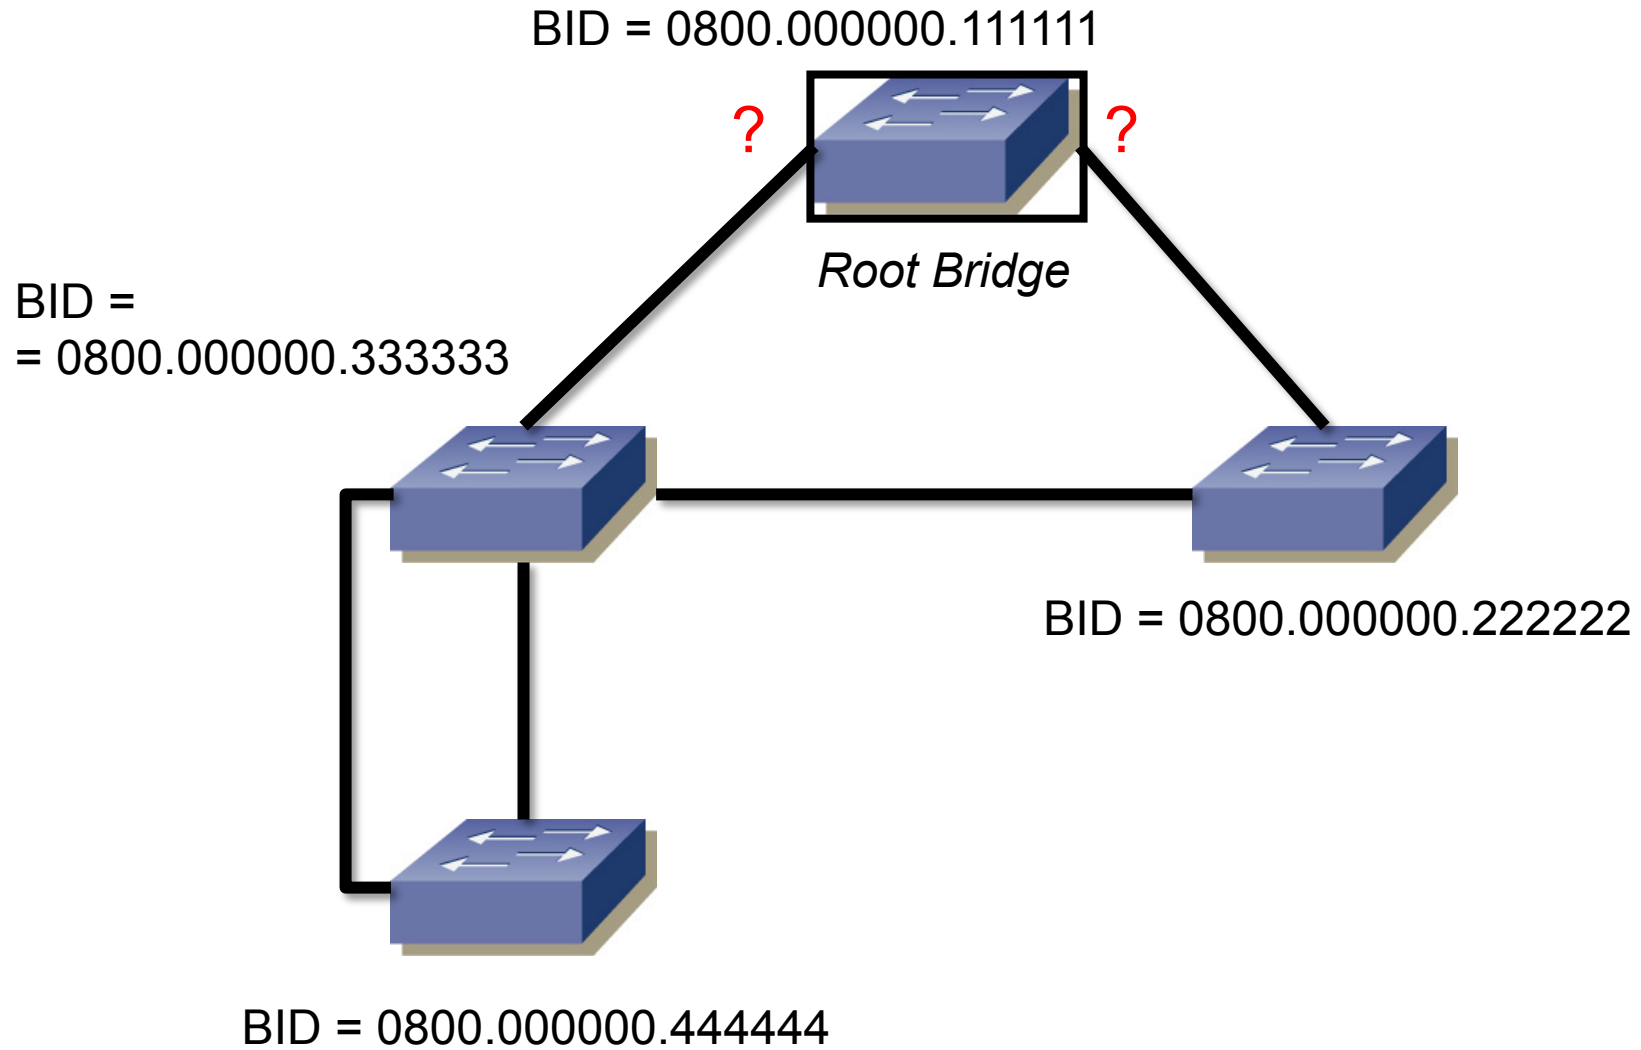 BID = 0800.000000.111111
?
?
Root Bridge
BID =
= 0800.000000.333333
BID = 0800.000000.222222
BID = 0800.000000.444444